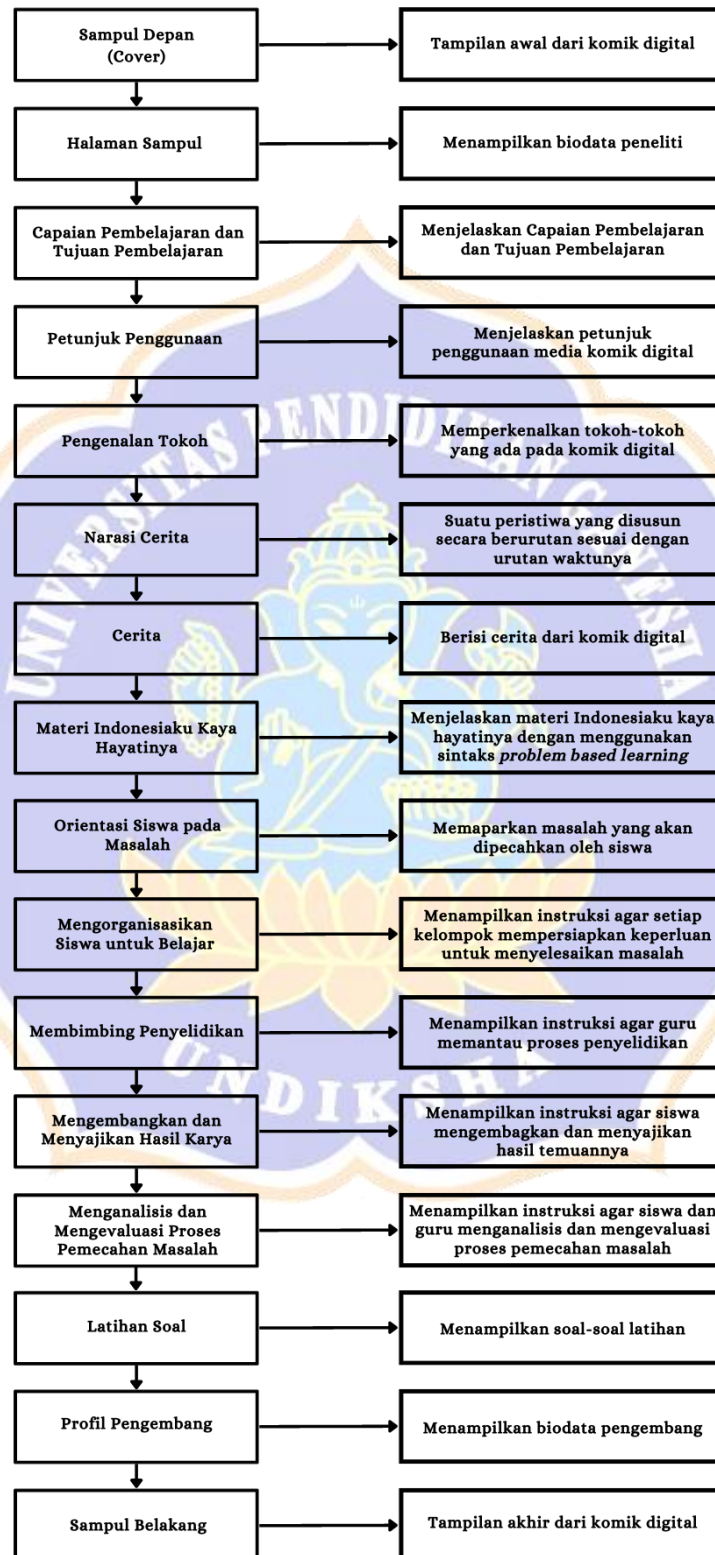 Sampul Depan
(Cover)
Tampilan awal dari komik digital
Halaman Sampul
Menampilkan biodata peneliti
Capaian Pembelajaran dan
Tujuan Pembelajaran
Menjelaskan Capaian Pembelajaran
dan Tujuan Pembelajaran
Petunjuk Penggunaan
Menjelaskan petunjuk
penggunaan media komik digital
Pengenalan Tokoh
Memperkenalkan tokoh-tokoh
yang ada pada komik digital
Narasi Cerita
Suatu peristiwa yang disusun
secara berurutan sesuai dengan
urutan waktunya
Cerita
Berisi cerita dari komik digital
Materi Indonesiaku Kaya
Hayatinya
Menjelaskan materi Indonesiaku kaya
hayatinya dengan menggunakan
sintaks problem based learning
Orientasi Siswa pada
Masalah
Memaparkan masalah yang akan
dipecahkan oleh siswa
Mengorganisasikan
Siswa untuk Belajar
Menampilkan instruksi agar setiap
kelompok mempersiapkan keperluan
untuk menyelesaikan masalah
Membimbing Penyelidikan
Menampilkan instruksi agar guru
memantau proses penyelidikan
Mengembangkan dan
Menyajikan Hasil Karya
Menampilkan instruksi agar siswa
mengembagkan dan menyajikan
hasil temuannya
Menganalisis dan
Mengevaluasi Proses
Pemecahan Masalah
Menampilkan instruksi agar siswa dan
guru menganalisis dan mengevaluasi
proses pemecahan masalah
Latihan Soal
Menampilkan soal-soal latihan
Profil Pengembang
Menampilkan biodata pengembang
Sampul Belakang
Tampilan akhir dari komik digital
UNIVERSITAS PENDIDIKAN GANESHA
UNDIKSHA